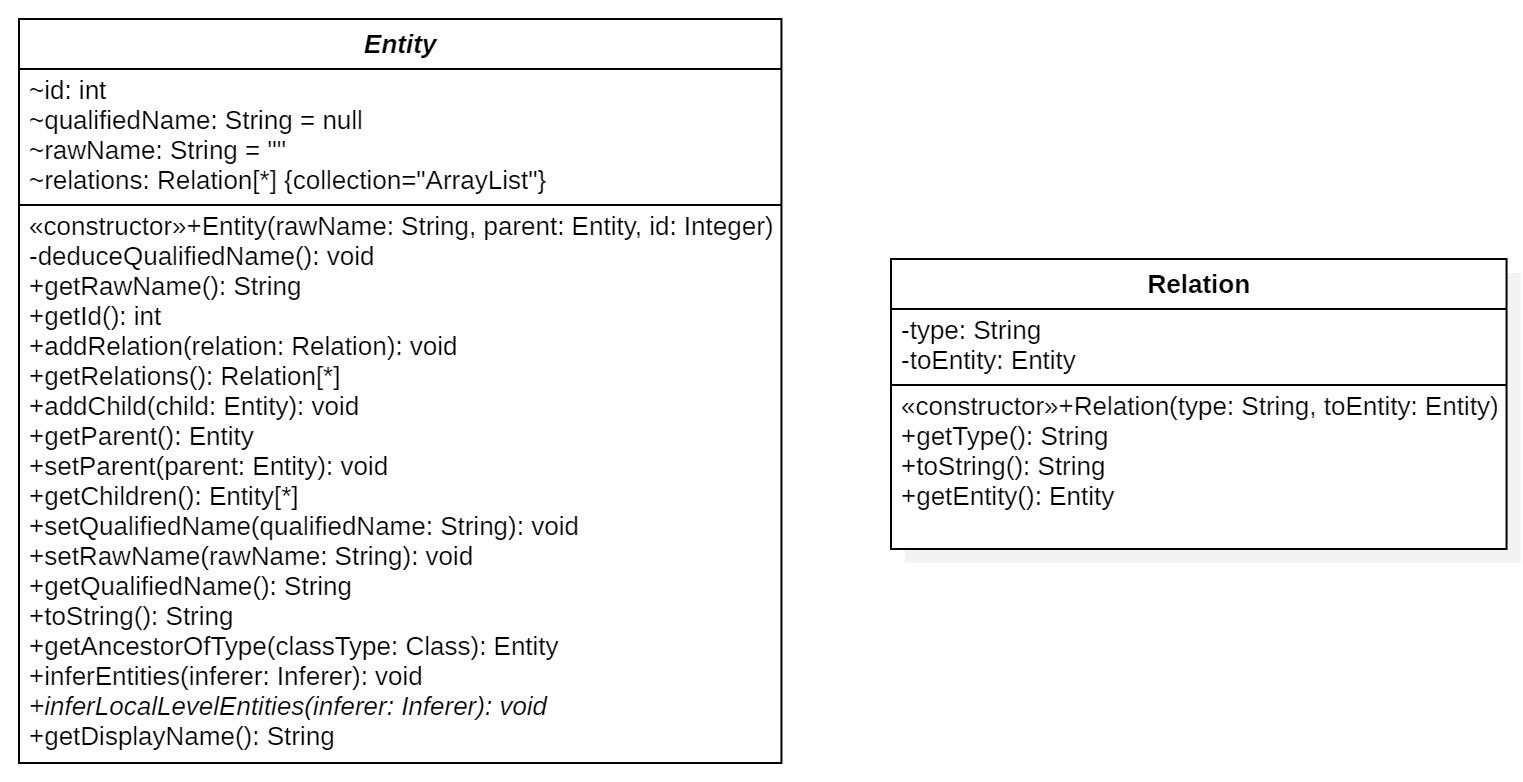 Entity
~id: int
~qualifiedName: String = null
~rawName: String = ""
~relations: Relation[*] {collection="ArrayList"}
«constructor»+Entity(rawName: String, parent: Entity, id: Integer)
-deduceQualifiedName(): void
+getRawName(): String
+getId(): int
+addRelation(relation: Relation): void
+getRelations(): Relation[*]
+addChild(child: Entity): void
+getParent(): Entity
+setParent(parent: Entity): void
+getChildren(): Entity[*]
+setQualifiedName(qualifiedName: String): void
+setRawName(rawName: String): void
+getQualifiedName(): String
+toString(): String
+getAncestorOfType(classType: Class): Entity
+inferEntities(inferer: Inferer): void
+inferLocalLevelEntities(inferer: Inferer): void
+getDisplayName(): String
Relation
-type: String
-toEntity: Entity
«constructor»+Relation(type: String, toEntity: Entity)
+getType(): String
+toString(): String
+getEntity(): Entity